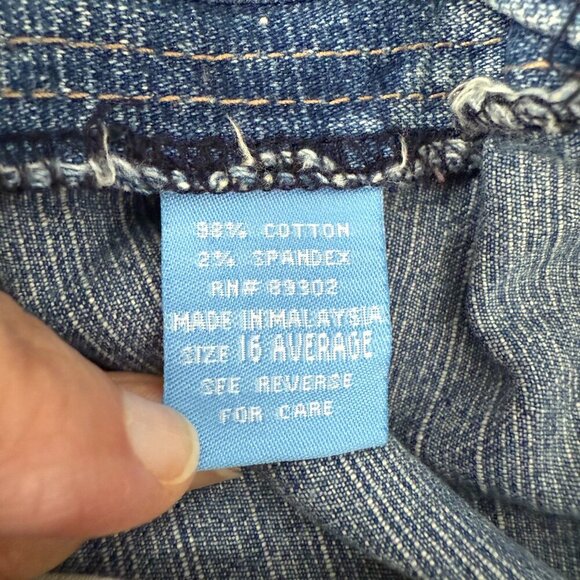 98% COTTON
2% SPANDEX
RN# 89302
MADE IN MALAYSIA
SIZE 16 AVERAGE
SEE REVERSE
FOR CARE